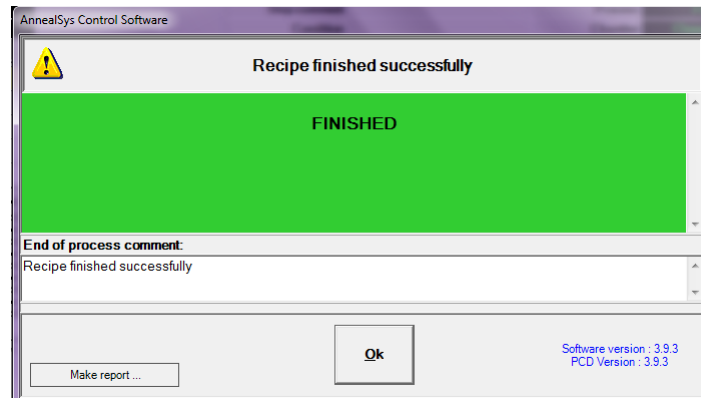 AnnealSys Control Software
Recipe finished successfully
FINISHED
End of process comment:
Recipe finished successfully
Ok
Software version : 3.9.3
PCD Version : 3.9.3
Make report ...